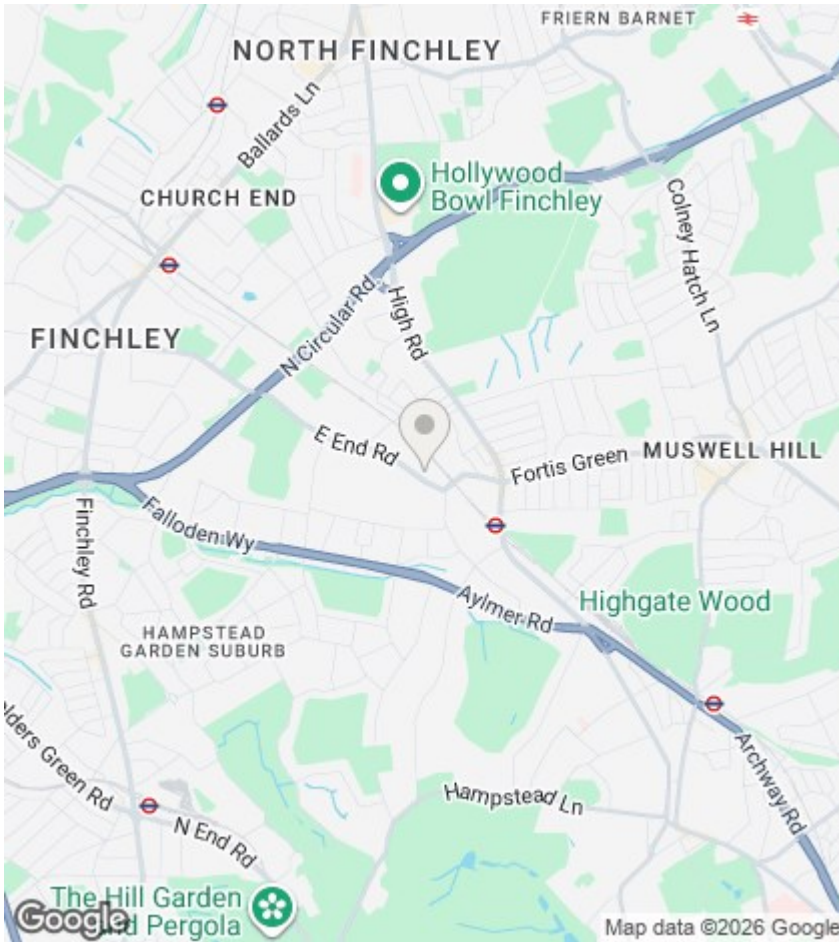 FRIERN BARNET
NORTH FINCHLEY
Ballards Ln
Hollywood
Bowl Finchley
CHURCH END
Colney Hatch Ln
N Circular Rd
High Rd
FINCHLEY
E End Rd
Fortis Green
MUSWELL HILL
Falloden Wy
Finchley Rd
Aylmer Rd
Highgate Wood
HAMPSTEAD
GARDEN SUBURB
olders Green Rd
Archway Rd
Hampstead Ln
N End Rd
The Hill Garden
and Pergola
Google
Map data ©2026 Google